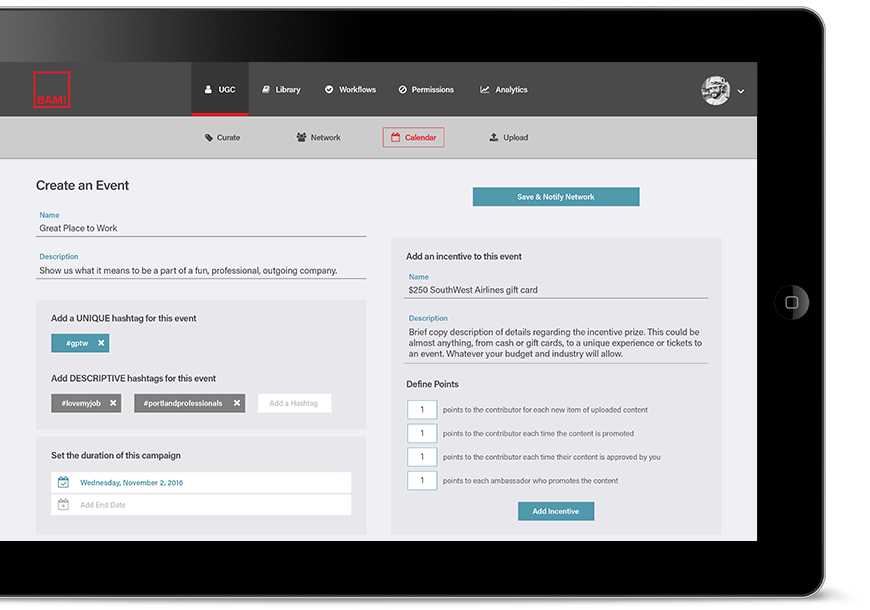 BAM!
UGC
Library
Workflows
Permissions
Analytics
Curate
Network
Calendar
Upload
Create an Event
Save & Notify Network
Name
Great Place to Work
Description
Show us what it means to be a part of a fun, professional, outgoing company.
Add a UNIQUE hashtag for this event
#gptw
Add DESCRIPTIVE hashtags for this event
#lovemyjob
#portlandprofessionals
Add a Hashtag
Set the duration of this campaign
Wednesday, November 2, 2016
Add End Date
Add an incentive to this event
Name
$250 SouthWest Airlines gift card
Description
Brief copy description of details regarding the incentive prize. This could be
almost anything, from cash or gift cards, to a unique experience or tickets to
an event. Whatever your budget and industry will allow.
Define Points
1 points to the contributor for each new item of uploaded content
1 points to the contributor each time the content is promoted
1 points to the contributor each time their content is approved by you
1 points to each ambassador who promotes the content
Add Incentive